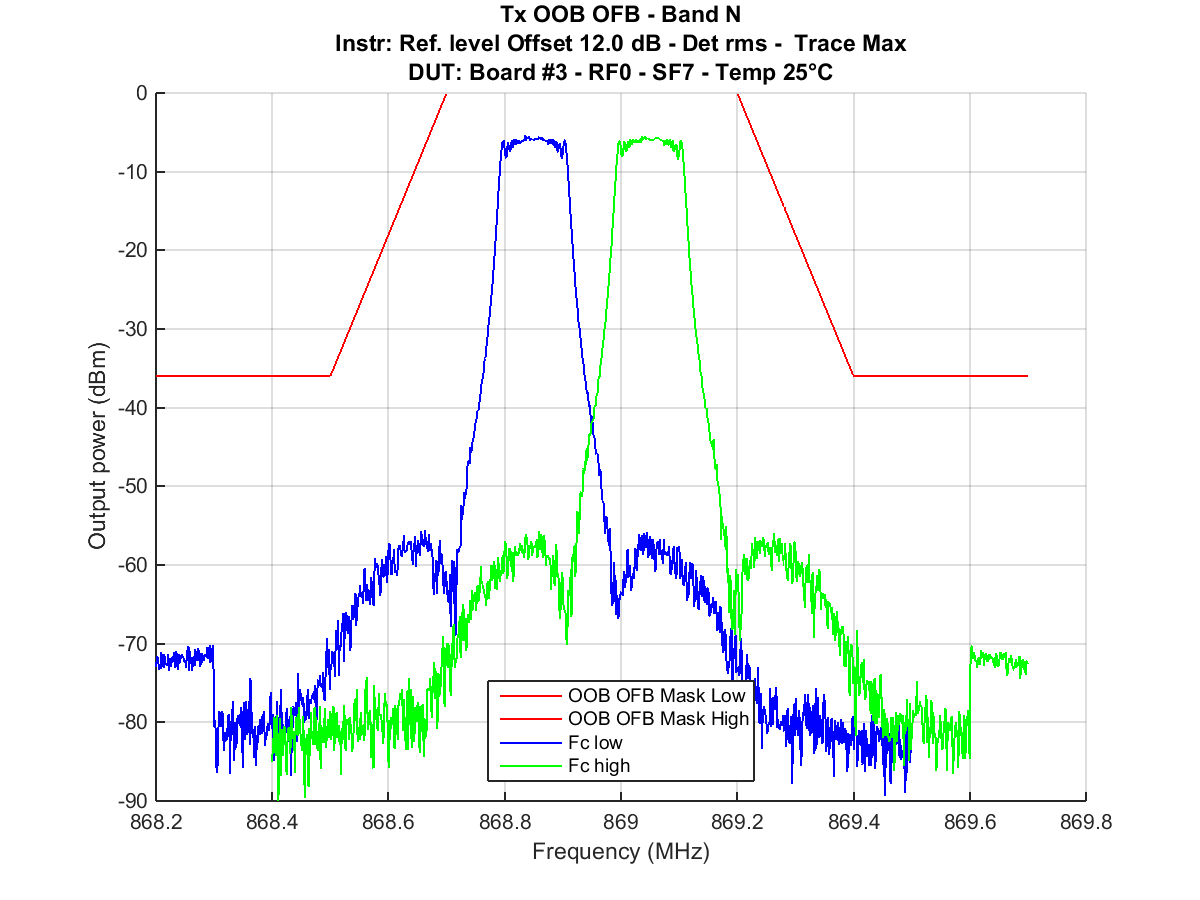 Tx OOB OFB - Band N
Instr: Ref. level Offset 12.0 dB - Det rms - Trace Max
DUT: Board #3 - RF0 - SF7 - Temp 25°C
0
-10
-20
-30
-40
-50
-60
-70
-80
-90
Output power (dBm)
OOB OFB Mask Low
OOB OFB Mask High
Fc low
Fc high
868.2 868.4 868.6 868.8 869 869.2 869.4 869.6 869.8
Frequency (MHz)